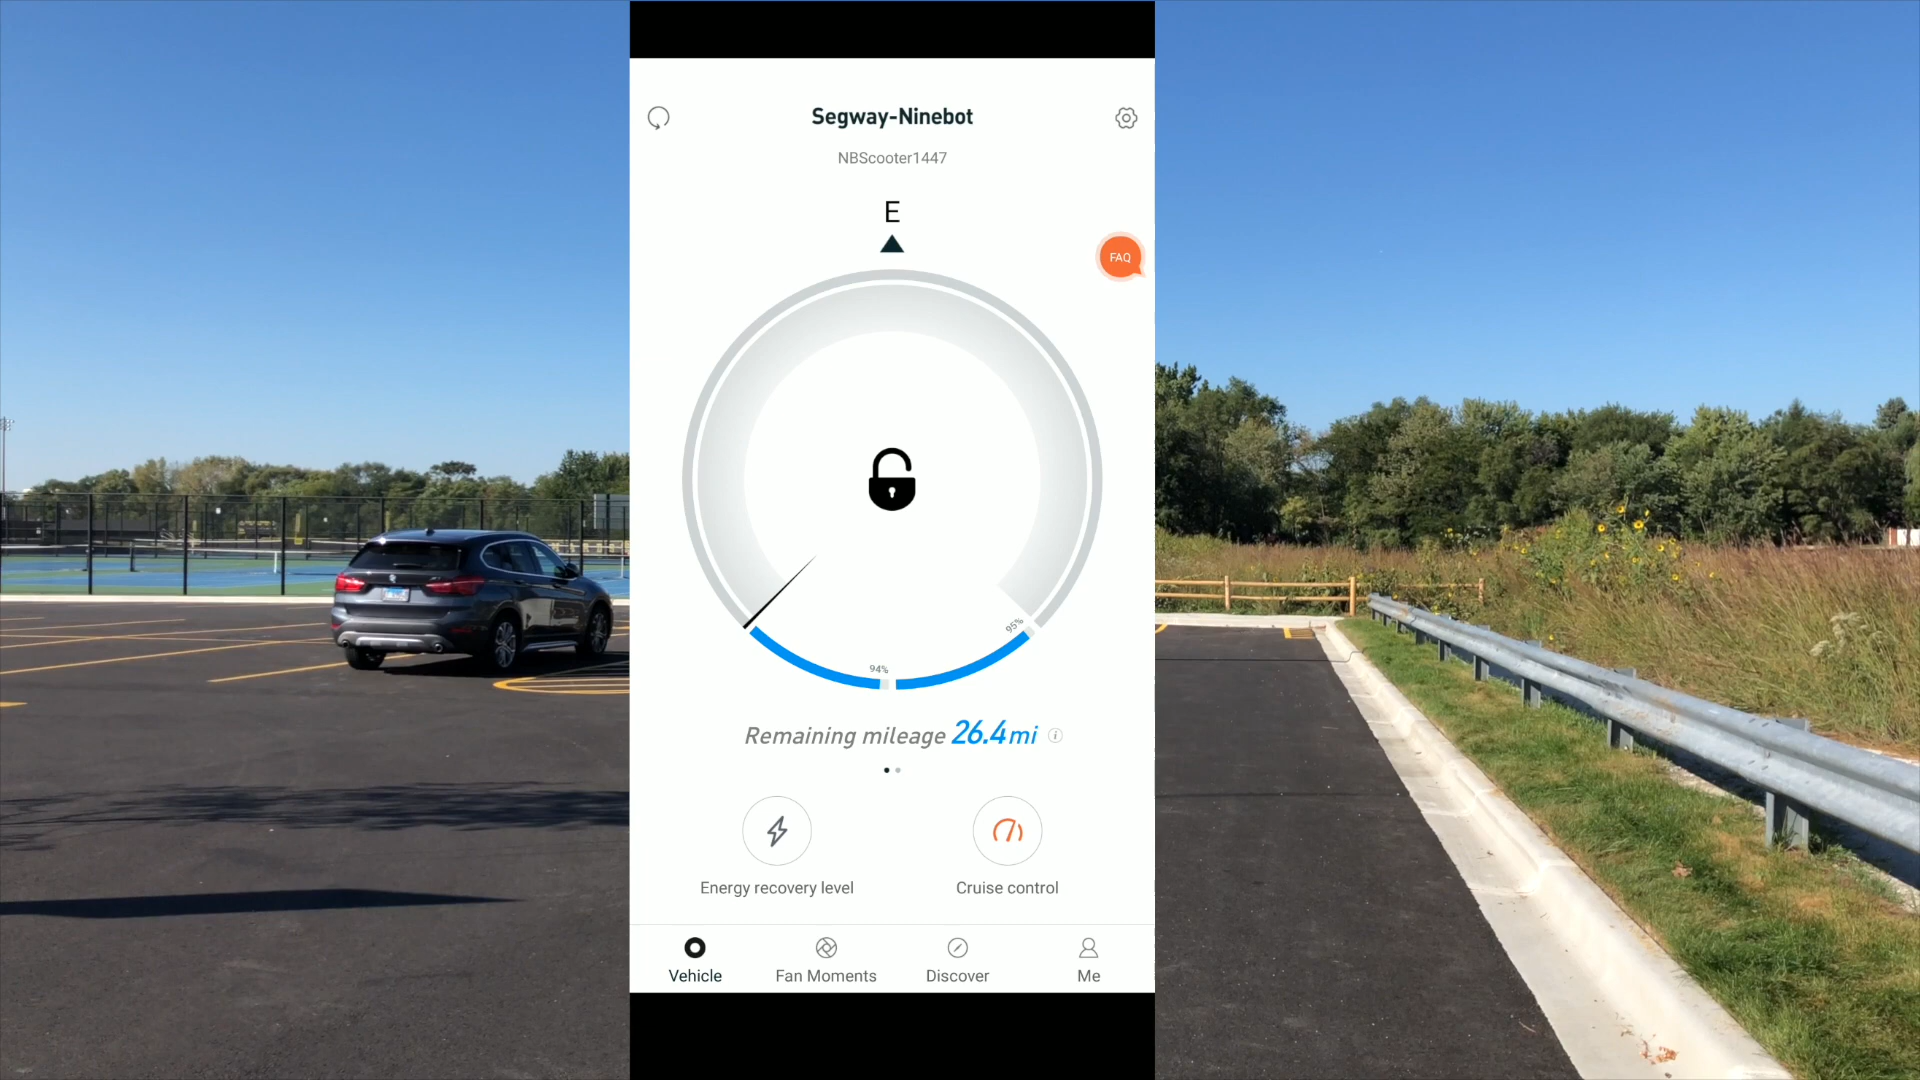 Segway-Ninebot
NBScooter1447
E
FAQ
95%
94%
Remaining mileage 26.4mi
Energy recovery level
Cruise control
Vehicle
Fan Moments
Discover
Me